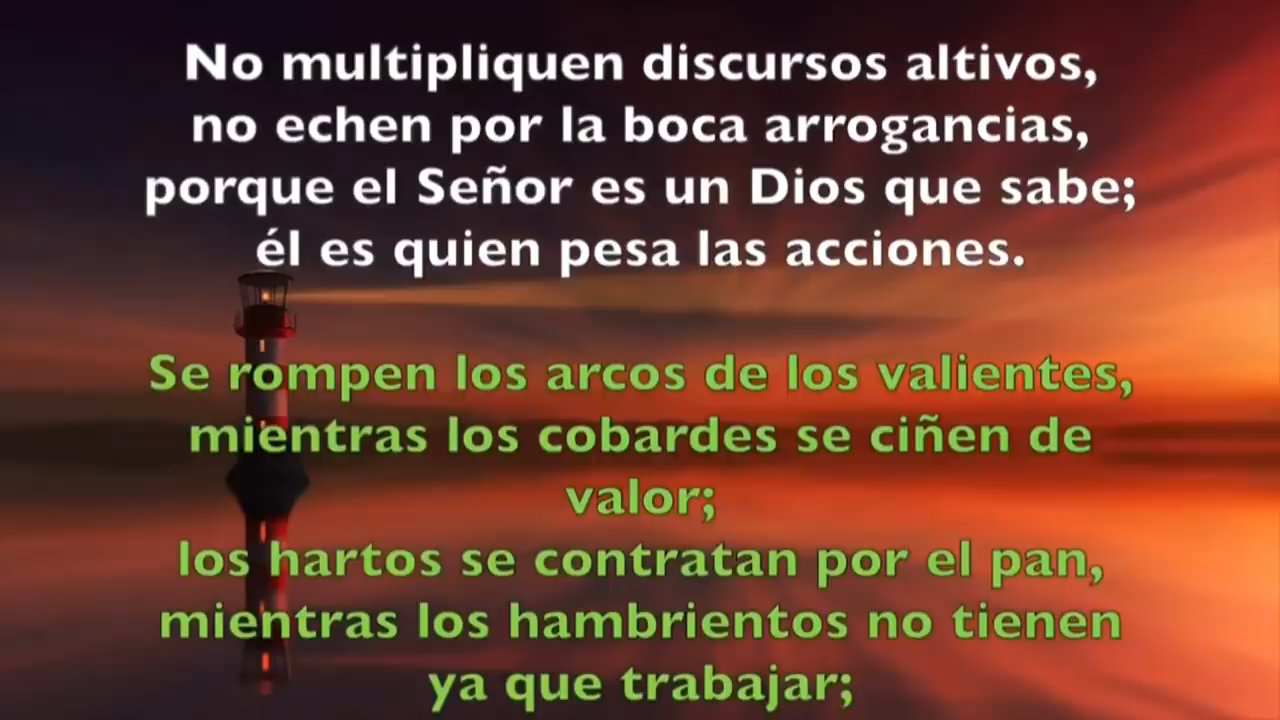 No multipliquen discursos altivos,
no echen por la boca arrogancias,
porque el Señor es un Dios que sabe;
él es quien pesa las acciones.
Se rompen los arcos de los valientes,
mientras los cobardes se ciñen de
valor;
los hartos se contratan por el pan,
mientras los hambrientos no tienen
ya que trabajar;